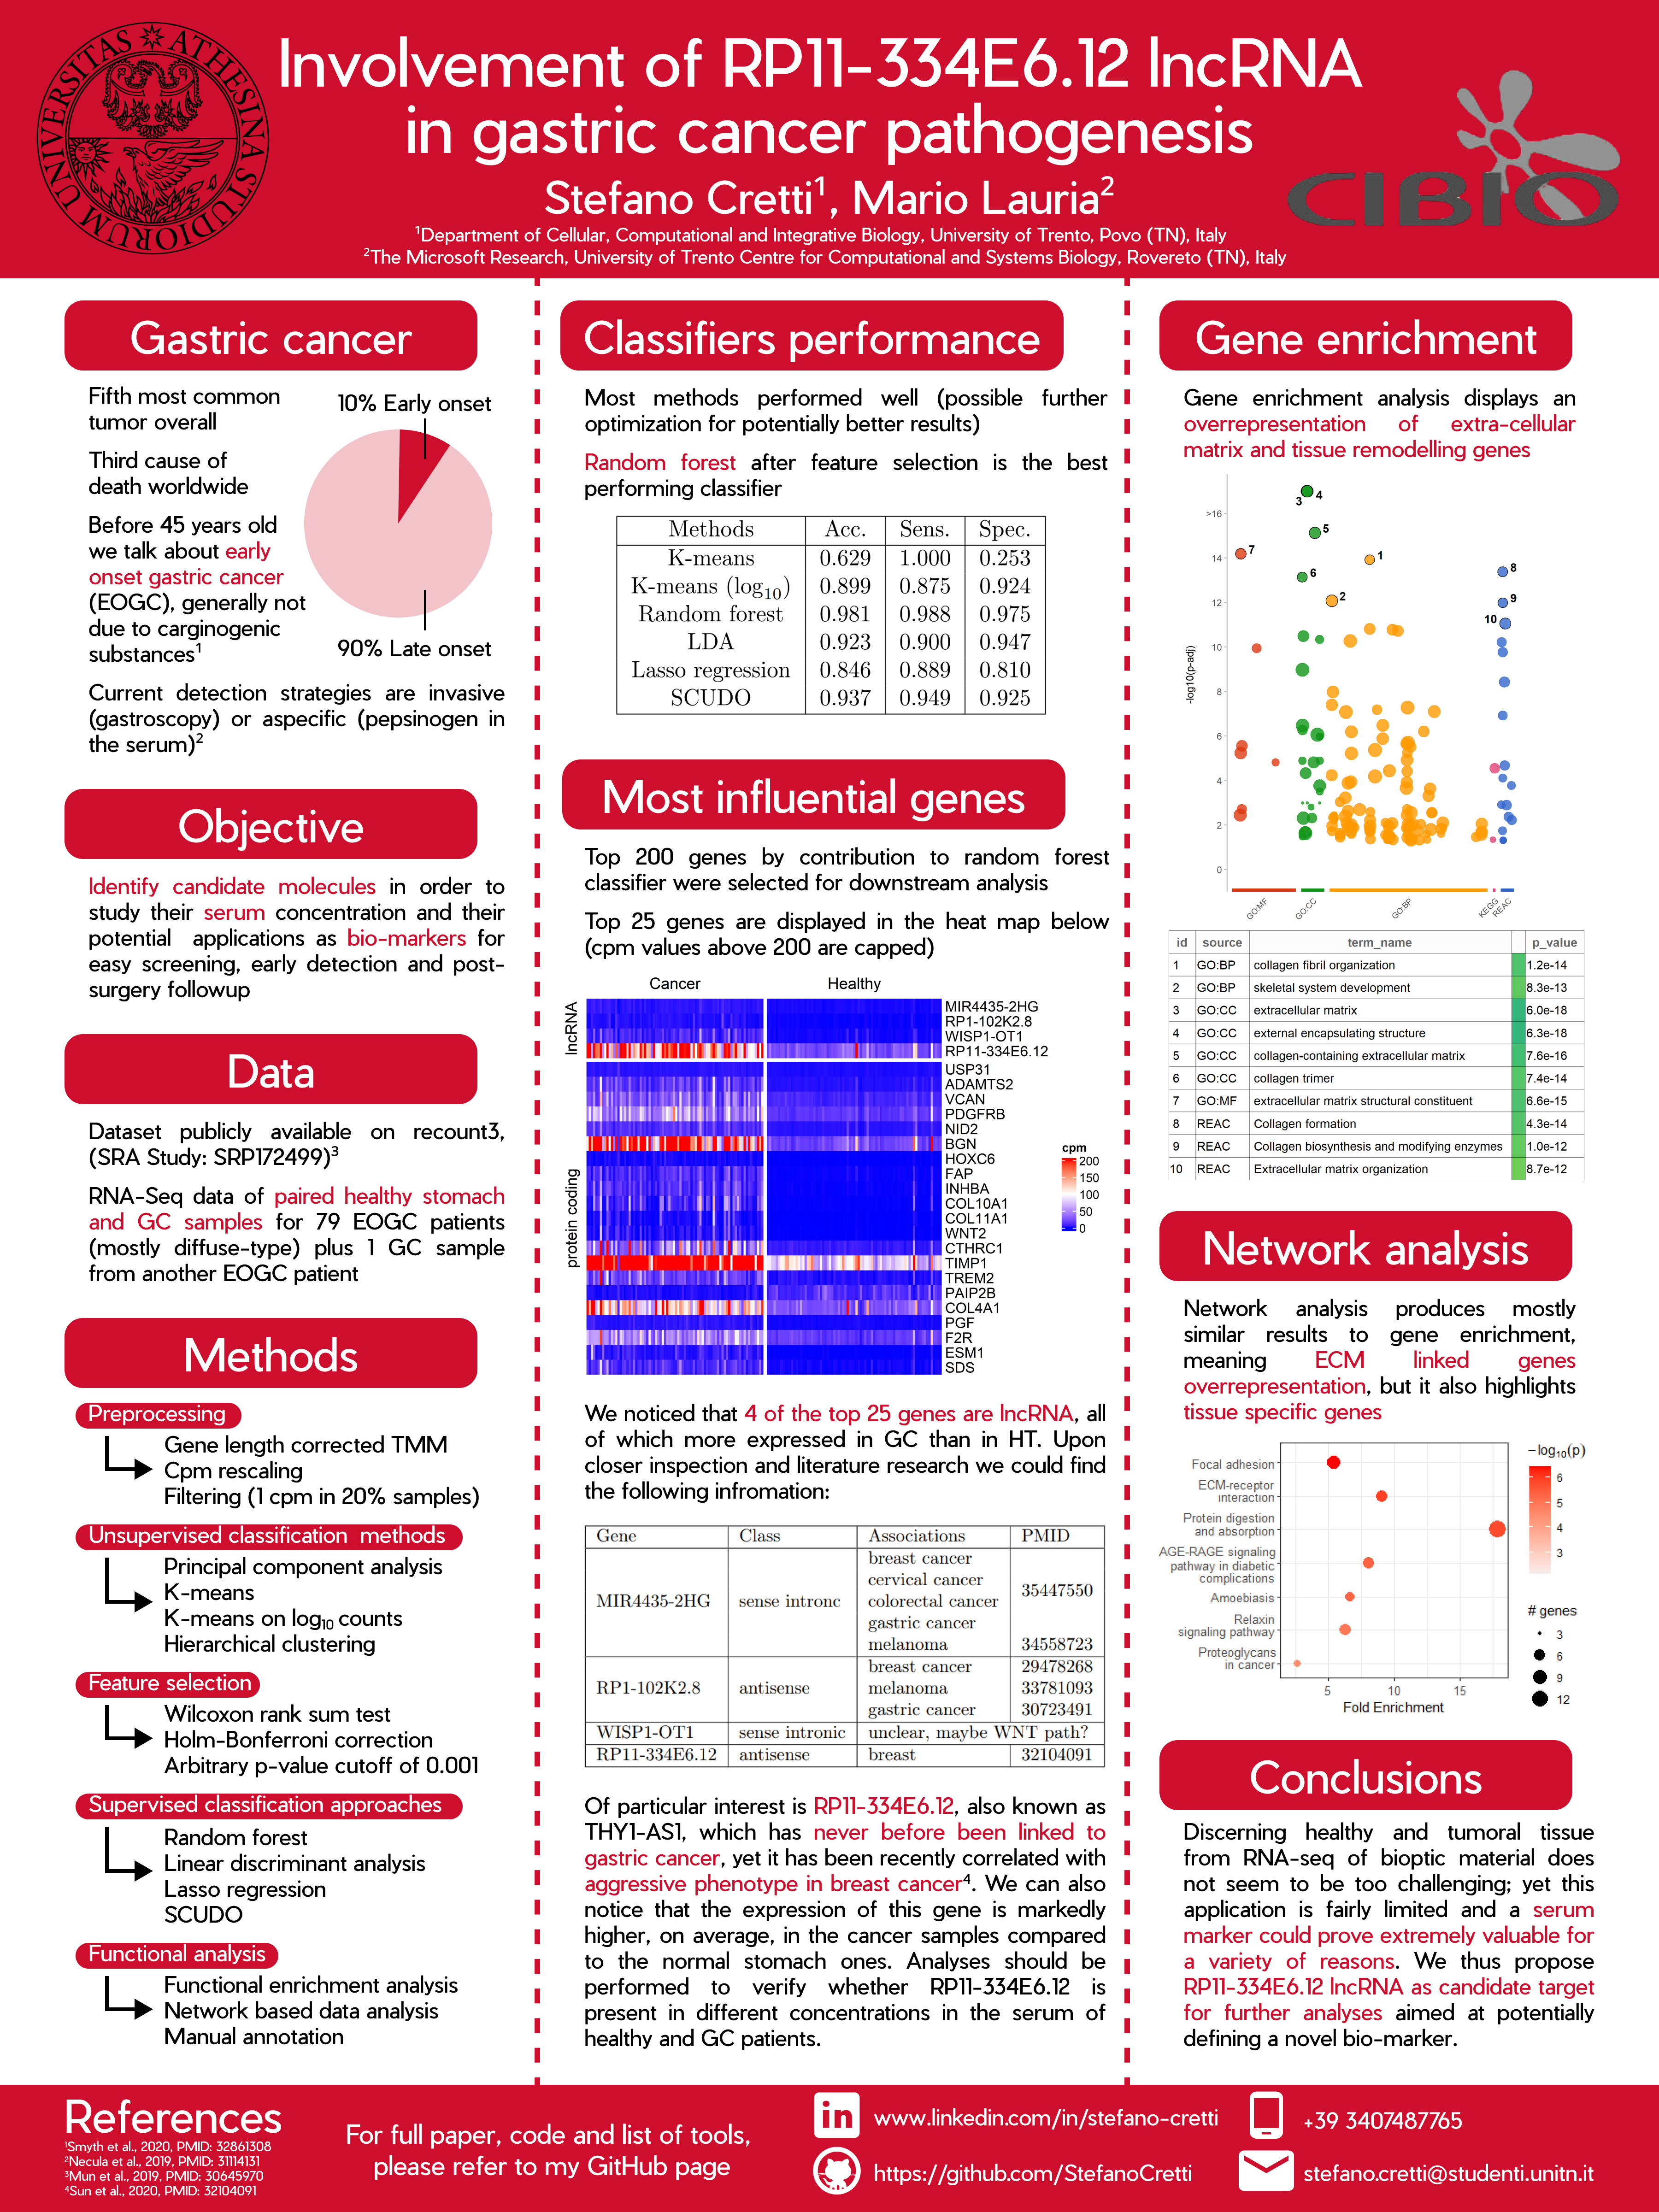 UNIVERSITAS ATHESINA STUDIORUM
Involvement of RP11-334E6.12 lncRNA
in gastric cancer pathogenesis
Stefano Cretti¹, Mario Lauria²
¹Department of Cellular, Computational and Integrative Biology, University of Trento, Povo (TN), Italy
²The Microsoft Research, University of Trento Centre for Computational and Systems Biology, Rovereto (TN), Italy
CIBIO
Gastric cancer
Fifth most common
tumor overall
Third cause of
death worldwide
Before 45 years old
we talk about early
onset gastric cancer
(EOGC), generally not
due to carginogenic
substances¹
10% Early onset
90% Late onset
Current detection strategies are invasive
(gastroscopy) or aspecific (pepsinogen in
the serum)²
Objective
Identify candidate molecules in order to
study their serum concentration and their
potential applications as bio-markers for
easy screening, early detection and post-
surgery followup
Data
Dataset publicly available on recount3,
(SRA Study: SRP172499)³
RNA-Seq data of paired healthy stomach
and GC samples for 79 EOGC patients
(mostly diffuse-type) plus 1 GC sample
from another EOGC patient
Methods
Preprocessing
Gene length corrected TMM
Cpm rescaling
Filtering (1 cpm in 20% samples)
Unsupervised classification methods
Principal component analysis
K-means
K-means on log₁₀ counts
Hierarchical clustering
Feature selection
Wilcoxon rank sum test
Holm-Bonferroni correction
Arbitrary p-value cutoff of 0.001
Supervised classification approaches
Random forest
Linear discriminant analysis
Lasso regression
SCUDO
Functional analysis
Functional enrichment analysis
Network based data analysis
Manual annotation
Classifiers performance
Most methods performed well (possible further
optimization for potentially better results)
Random forest after feature selection is the best
performing classifier
Methods Acc. Sens. Spec.
K-means 0.629 1.000 0.253
K-means (log₁₀) 0.899 0.875 0.924
Random forest 0.981 0.988 0.975
LDA 0.923 0.900 0.947
Lasso regression 0.846 0.889 0.810
SCUDO 0.937 0.949 0.925
Most influential genes
Top 200 genes by contribution to random forest
classifier were selected for downstream analysis
Top 25 genes are displayed in the heat map below
(cpm values above 200 are capped)
Cancer Healthy
lncRNA
MIR4435-2HG
RP1-102K2.8
WISP1-OT1
RP11-334E6.12
protein coding
USP31
ADAMTS2
VCAN
PDGFRB
NID2
BGN
HOXC6
FAP
INHBA
COL10A1
COL11A1
WNT2
CTHRC1
TIMP1
TREM2
PAIP2B
COL4A1
PGF
F2R
ESM1
SDS
cpm
200
150
100
50
0
We noticed that 4 of the top 25 genes are lncRNA, all
of which more expressed in GC than in HT. Upon
closer inspection and literature research we could find
the following infromation:
Gene Class Associations PMID
MIR4435-2HG sense intronc
breast cancer
cervical cancer
colorectal cancer
gastric cancer
melanoma
35447550
34558723
RP1-102K2.8 antisense
breast cancer 29478268
melanoma 33781093
gastric cancer 30723491
WISP1-OT1 sense intronic unclear, maybe WNT path?
RP11-334E6.12 antisense breast 32104091
Of particular interest is RP11-334E6.12, also known as
THY1-AS1, which has never before been linked to
gastric cancer, yet it has been recently correlated with
aggressive phenotype in breast cancer⁴. We can also
notice that the expression of this gene is markedly
higher, on average, in the cancer samples compared
to the normal stomach ones. Analyses should be
performed to verify whether RP11-334E6.12 is
present in different concentrations in the serum of
healthy and GC patients.
Gene enrichment
Gene enrichment analysis displays an
overrepresentation of extra-cellular
matrix and tissue remodelling genes
-log10(p-adj)
>16
14
12
10
8
6
4
2
0
3 4
5
7
1
6
8
2
9
10
GO:MF GO:CC GO:BP KEGG REAC
id source term_name p_value
1 GO:BP collagen fibril organization 1.2e-14
2 GO:BP skeletal system development 8.3e-13
3 GO:CC extracellular matrix 6.0e-18
4 GO:CC external encapsulating structure 6.3e-18
5 GO:CC collagen-containing extracellular matrix 7.6e-16
6 GO:CC collagen trimer 7.4e-14
7 GO:MF extracellular matrix structural constituent 6.6e-15
8 REAC Collagen formation 4.3e-14
9 REAC Collagen biosynthesis and modifying enzymes 1.0e-12
10 REAC Extracellular matrix organization 8.7e-12
Network analysis
Network analysis produces mostly
similar results to gene enrichment,
meaning ECM linked genes
overrepresentation, but it also highlights
tissue specific genes
Focal adhesion
ECM-receptor
interaction
Protein digestion
and absorption
AGE-RAGE signaling
pathway in diabetic
complications
Amoebiasis
Relaxin
signaling pathway
Proteoglycans
in cancer
5 10 15
Fold Enrichment
−log₁₀(p)
6
5
4
3
# genes
3
6
9
12
Conclusions
Discerning healthy and tumoral tissue
from RNA-seq of bioptic material does
not seem to be too challenging; yet this
application is fairly limited and a serum
marker could prove extremely valuable for
a variety of reasons. We thus propose
RP11-334E6.12 lncRNA as candidate target
for further analyses aimed at potentially
defining a novel bio-marker.
References
¹Smyth et al., 2020, PMID: 32861308
²Necula et al., 2019, PMID: 31114131
³Mun et al., 2019, PMID: 30645970
⁴Sun et al., 2020, PMID: 32104091
For full paper, code and list of tools,
please refer to my GitHub page
in
www.linkedin.com/in/stefano-cretti
https://github.com/StefanoCretti
+39 3407487765
stefano.cretti@studenti.unitn.it